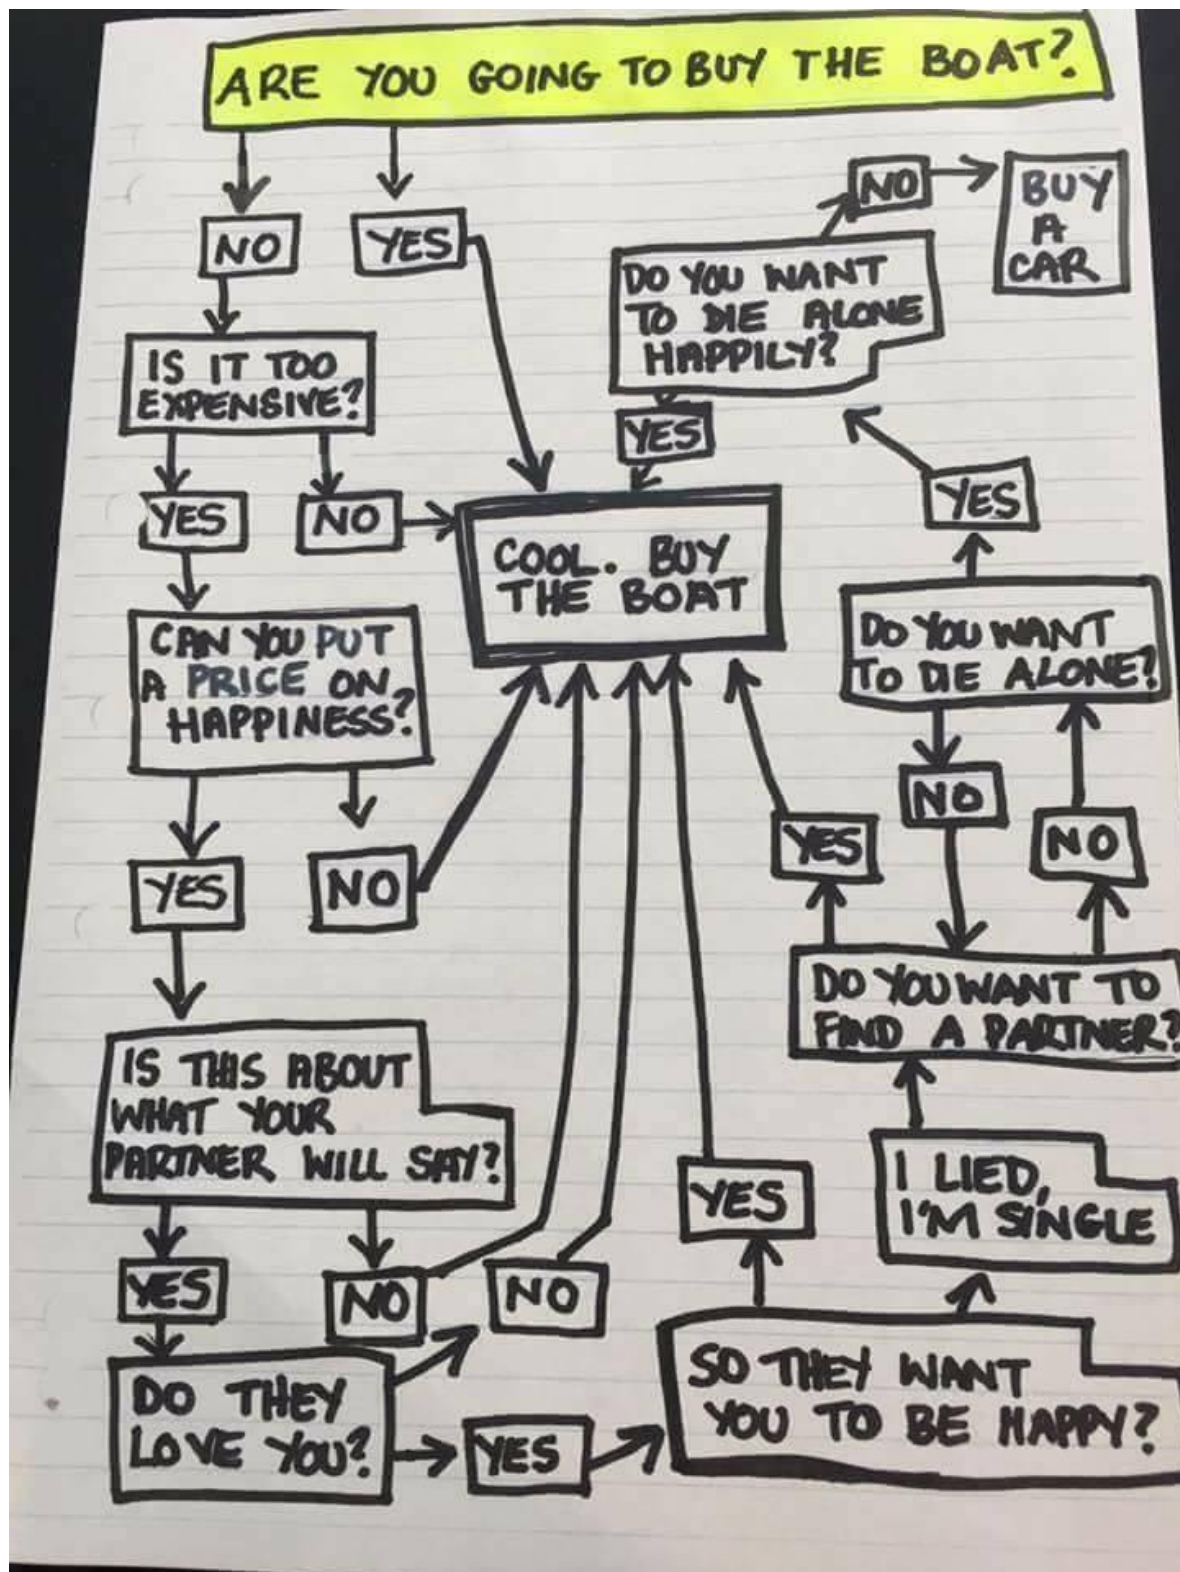 ARE YOU GOING TO BUY THE BOAT?
NO
YES
NO
BUY
A
CAR
DO YOU WANT
TO DIE ALONE
HAPPILY?
IS IT TOO
EXPENSIVE?
YES
YES
NO
YES
COOL. BUY
THE BOAT
CAN YOU PUT
A PRICE ON
HAPPINESS?
DO YOU WANT
TO DIE ALONE?
NO
NO
YES
YES
NO
DO YOU WANT TO
FIND A PARTNER?
IS THIS ABOUT
WHAT YOUR
PARTNER WILL SAY?
YES
I LIED,
I'M SINGLE
YES
NO
NO
DO THEY
LOVE YOU?
YES
SO THEY WANT
YOU TO BE HAPPY?